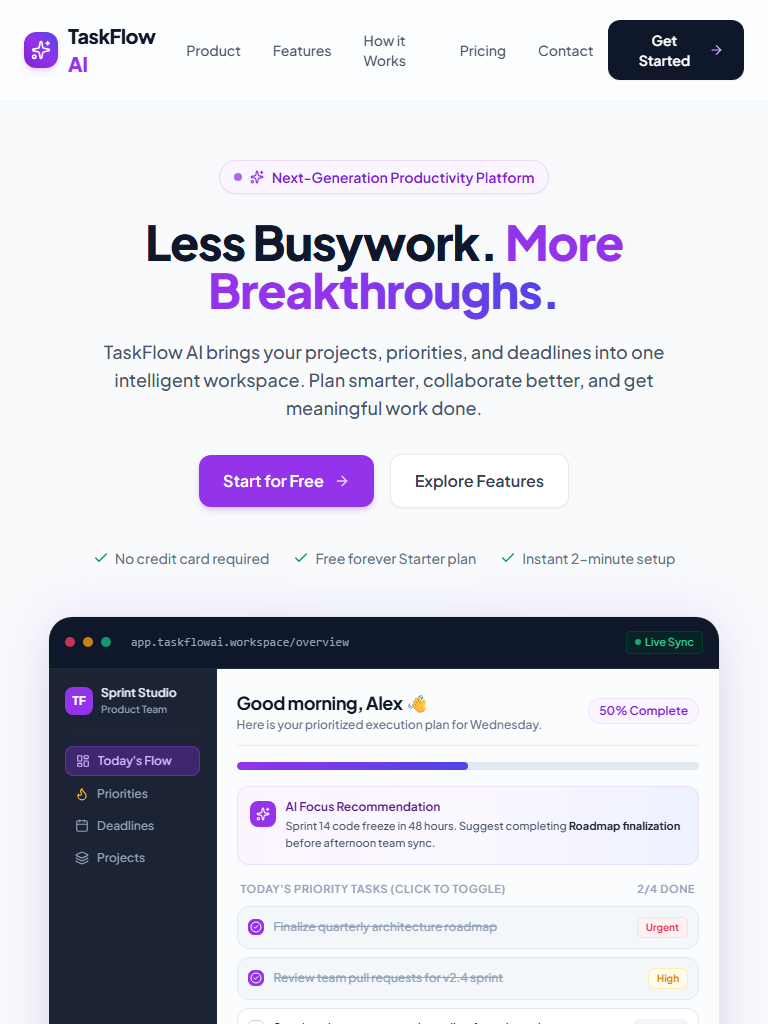 TaskFlow
AI
Product
Features
How it
Works
Pricing
Contact
Get
Started
Next-Generation Productivity Platform
Less Busywork. More
Breakthroughs.
TaskFlow AI brings your projects, priorities, and deadlines into one
intelligent workspace. Plan smarter, collaborate better, and get
meaningful work done.
Start for Free
Explore Features
No credit card required
Free forever Starter plan
Instant 2-minute setup
app.taskflowai.workspace/overview
Live Sync
TF
Sprint Studio
Product Team
Today's Flow
Priorities
Deadlines
Projects
Good morning, Alex 👋
Here is your prioritized execution plan for Wednesday.
50% Complete
AI Focus Recommendation
Sprint 14 code freeze in 48 hours. Suggest completing Roadmap finalization
before afternoon team sync.
TODAY'S PRIORITY TASKS (CLICK TO TOGGLE)
2/4 DONE
Finalize quarterly architecture roadmap
Urgent
Review team pull requests for v2.4 sprint
High